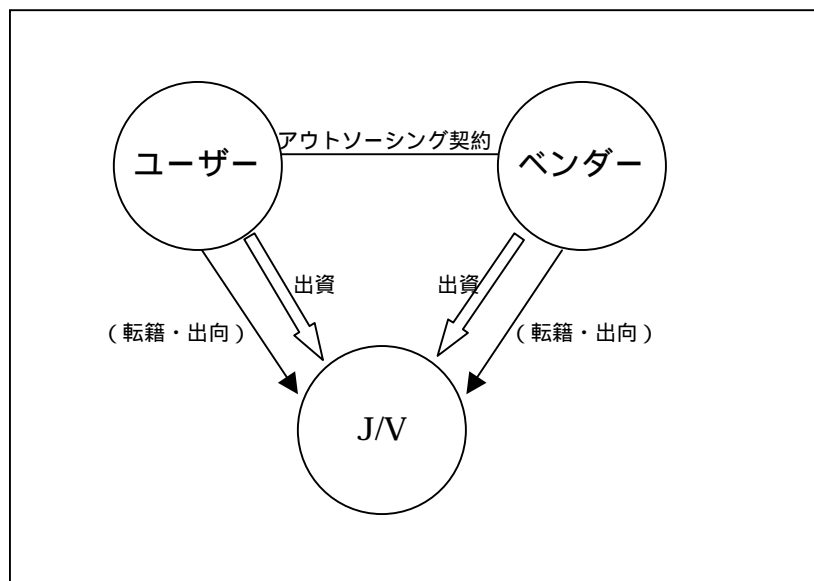 アウトソーシング契約
ユーザー
ベンダー
出資
出資
（転籍・出向）
（転籍・出向）
J/V